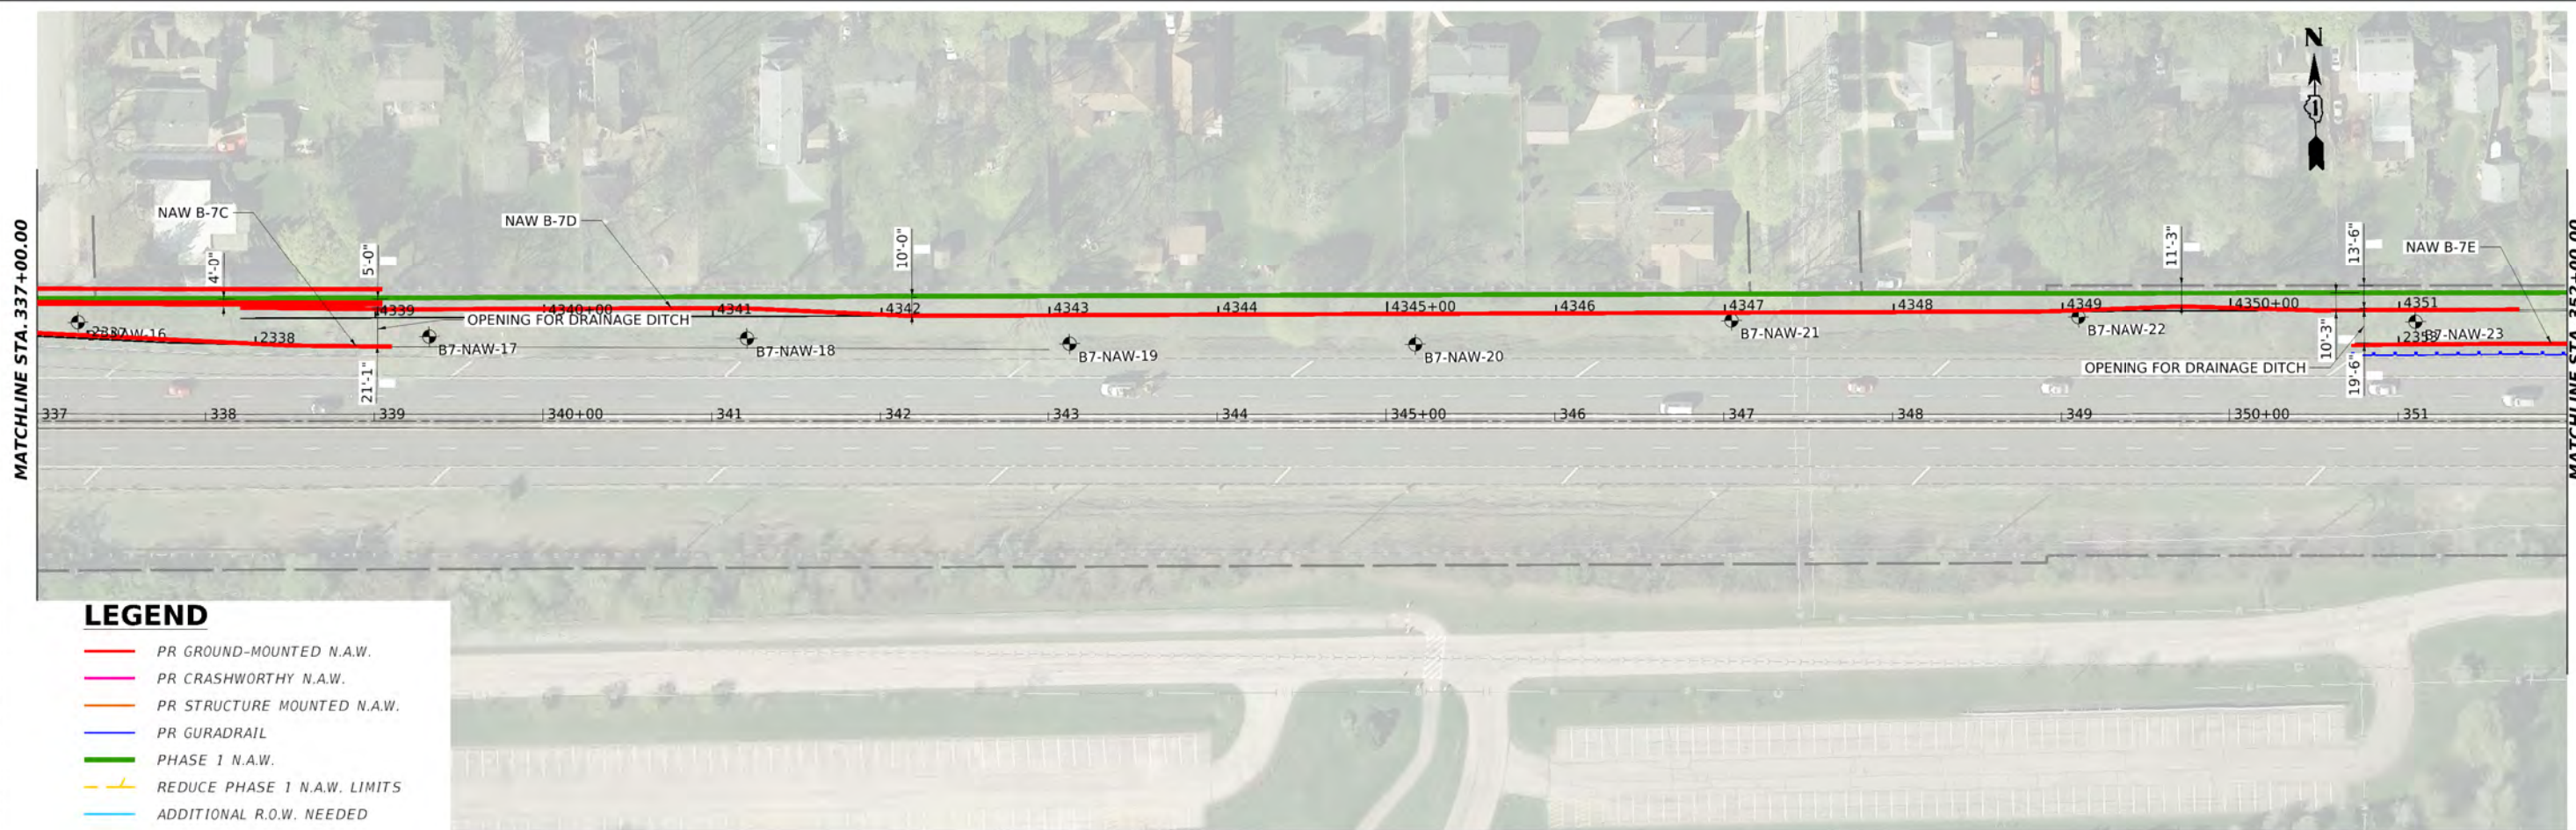 N
1
MATCHLINE STA. 337+00.00
NAW B-7C
NAW B-7D
NAW B-7E
4'-0"
5'-0"
10'-0"
11'-3"
13'-6"
4339
4340+00
4341
4342
4343
4344
4345+00
4346
4347
4348
4349
4350+00
4351
OPENING FOR DRAINAGE DITCH
2338
B7-NAW-17
B7-NAW-18
B7-NAW-19
B7-NAW-20
B7-NAW-21
B7-NAW-22
B7-NAW-23
10'-3"
OPENING FOR DRAINAGE DITCH
21'-1"
19'-6"
337
338
339
340+00
341
342
343
344
345+00
346
347
348
349
350+00
351
LEGEND
PR GROUND-MOUNTED N.A.W.
PR CRASHWORTHY N.A.W.
PR STRUCTURE MOUNTED N.A.W.
PR GURADRAIL
PHASE 1 N.A.W.
REDUCE PHASE 1 N.A.W. LIMITS
ADDITIONAL R.O.W. NEEDED